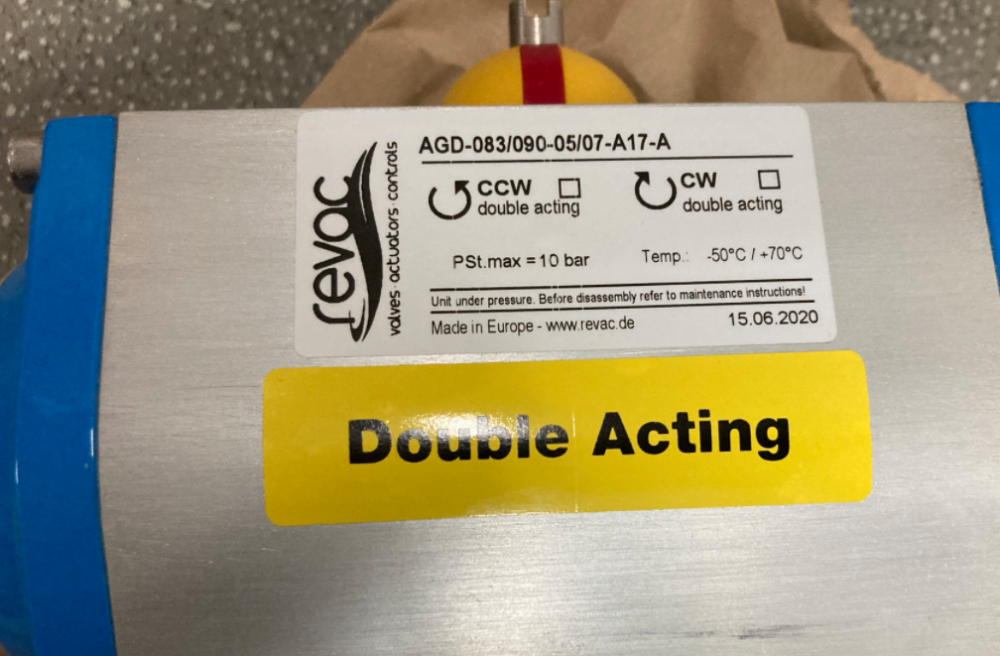 revac
valves·actuators·controls
AGD-083/090-05/07-A17-A
CCW
double acting
CW
double acting
PSt.max = 10 bar
Temp.: -50°C / +70°C
Unit under pressure. Before disassembly refer to maintenance instructions!
Made in Europe - www.revac.de
15.06.2020
Double Acting